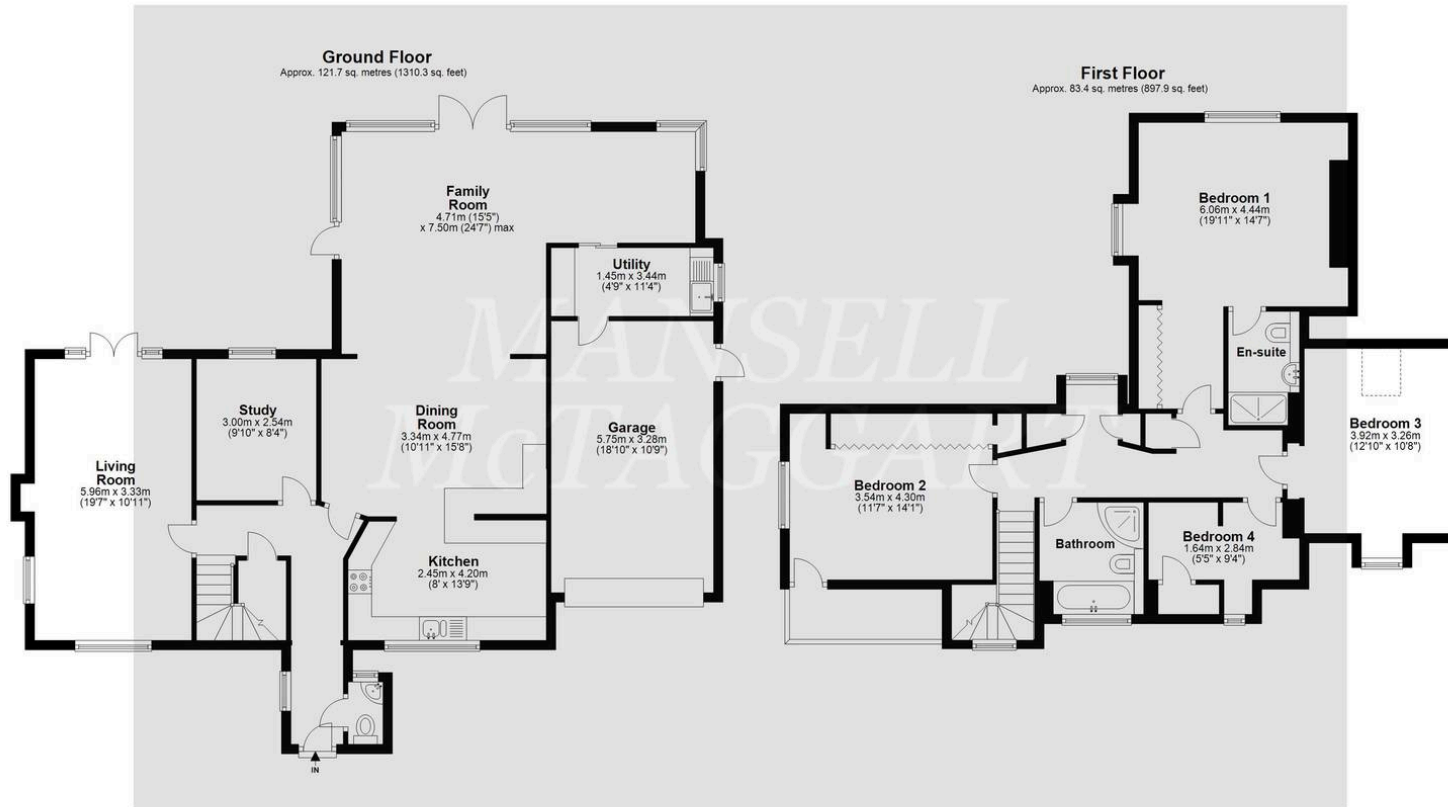 Ground Floor
Approx. 121.7 sq. metres (1310.3 sq. feet)
Family
Room
4.71m (15'5")
x 7.50m (24'7") max
Utility
1.45m x 3.44m
(4'9" x 11'4")
Study
3.00m x 2.54m
(9'10" x 8'4")
Dining
Room
3.34m x 4.77m
(10'11" x 15'8")
Garage
5.75m x 3.28m
(18'10" x 10'9")
Living
Room
5.96m x 3.33m
(19'7" x 10'11")
Kitchen
2.45m x 4.20m
(8' x 13'9")
IN
First Floor
Approx. 83.4 sq. metres (897.9 sq. feet)
Bedroom 1
6.06m x 4.44m
(19'11" x 14'7")
En-suite
Bedroom 3
3.92m x 3.26m
(12'10" x 10'8")
Bedroom 2
3.54m x 4.30m
(11'7" x 14'1")
Bathroom
Bedroom 4
1.64m x 2.84m
(5'5" x 9'4")
MANSELL
McTAGGART